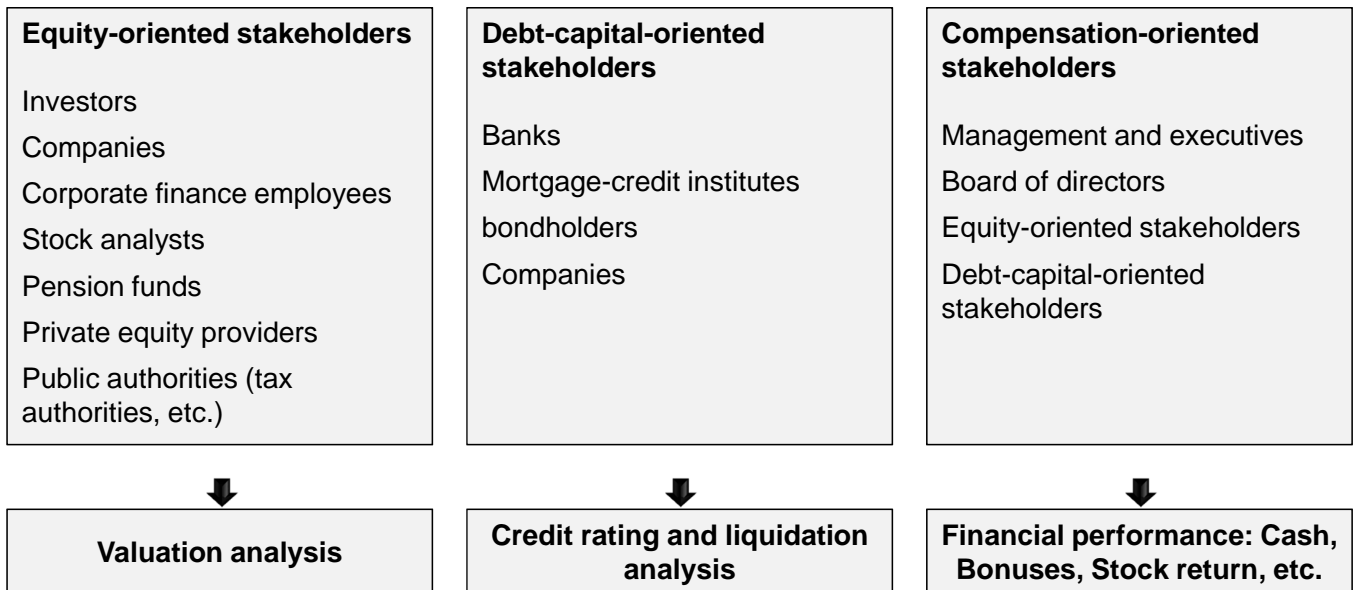 Equity-oriented stakeholders
Investors
Companies
Corporate finance employees
Stock analysts
Pension funds
Private equity providers
Public authorities (tax
authorities, etc.)
Valuation analysis
Debt-capital-oriented
stakeholders
Banks
Mortgage-credit institutes
bondholders
Companies
Credit rating and liquidation
analysis
Compensation-oriented
stakeholders
Management and executives
Board of directors
Equity-oriented stakeholders
Debt-capital-oriented
stakeholders
Financial performance: Cash,
Bonuses, Stock return, etc.